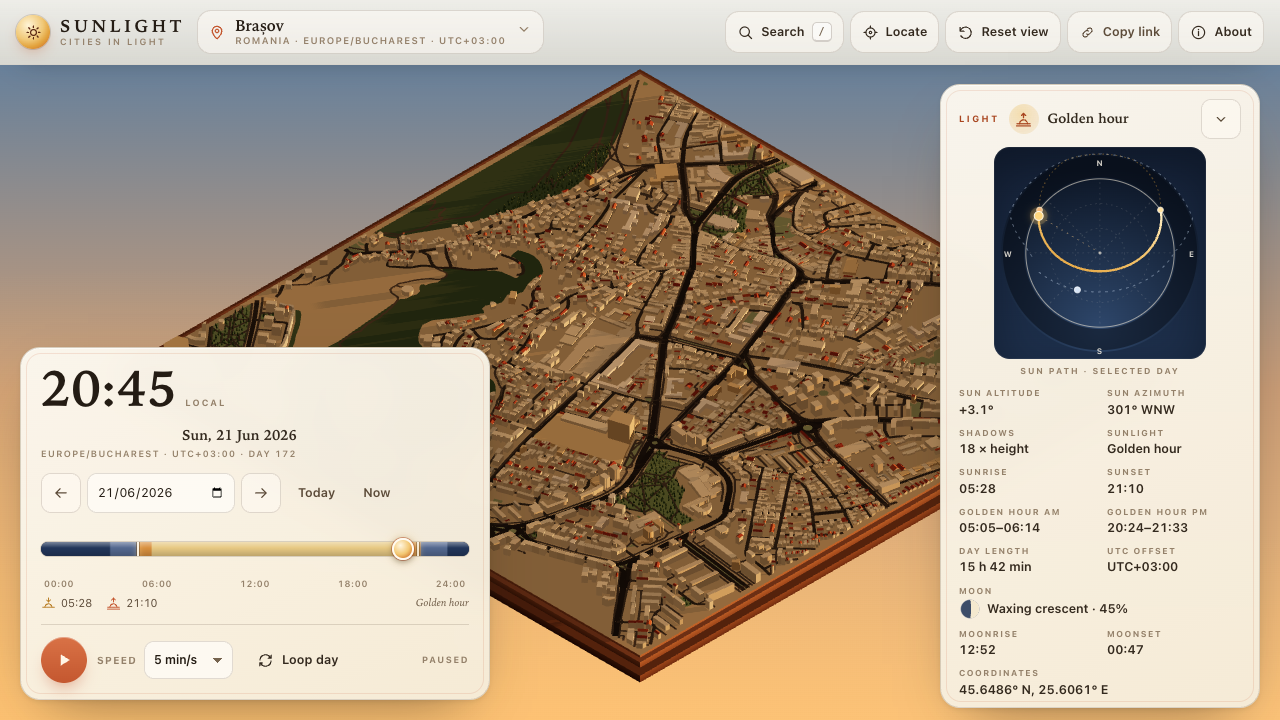 SUNLIGHT
CITIES IN LIGHT
Brașov
ROMANIA · EUROPE/BUCHAREST · UTC+03:00
Search /
Locate
Reset view
Copy link
About
20:45 LOCAL
Sun, 21 Jun 2026
EUROPE/BUCHAREST · UTC+03:00 · DAY 172
21/06/2026
Today
Now
00:00 06:00 12:00 18:00 24:00
05:28 21:10 Golden hour
SPEED 5 min/s Loop day PAUSED
LIGHT Golden hour
N
W E
S
SUN PATH · SELECTED DAY
SUN ALTITUDE SUN AZIMUTH
+3.1° 301° WNW
SHADOWS SUNLIGHT
18 × height Golden hour
SUNRISE SUNSET
05:28 21:10
GOLDEN HOUR AM GOLDEN HOUR PM
05:05–06:14 20:24–21:33
DAY LENGTH UTC OFFSET
15 h 42 min UTC+03:00
MOON
Waxing crescent · 45%
MOONRISE MOONSET
12:52 00:47
COORDINATES
45.6486° N, 25.6061° E